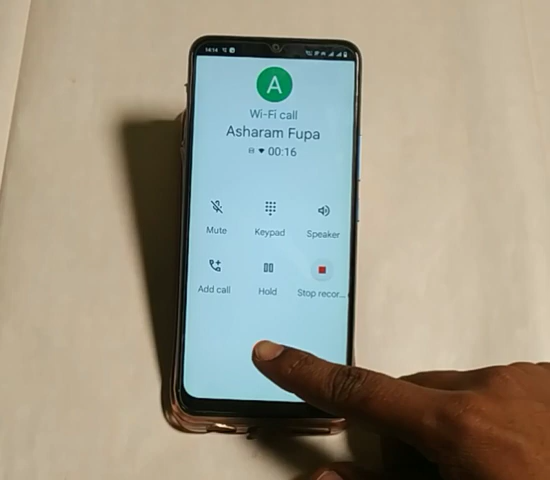 14:14
A
Wi-Fi call
Asharam Fupa
00:16
Mute Keypad Speaker
Add call Hold Stop recor...